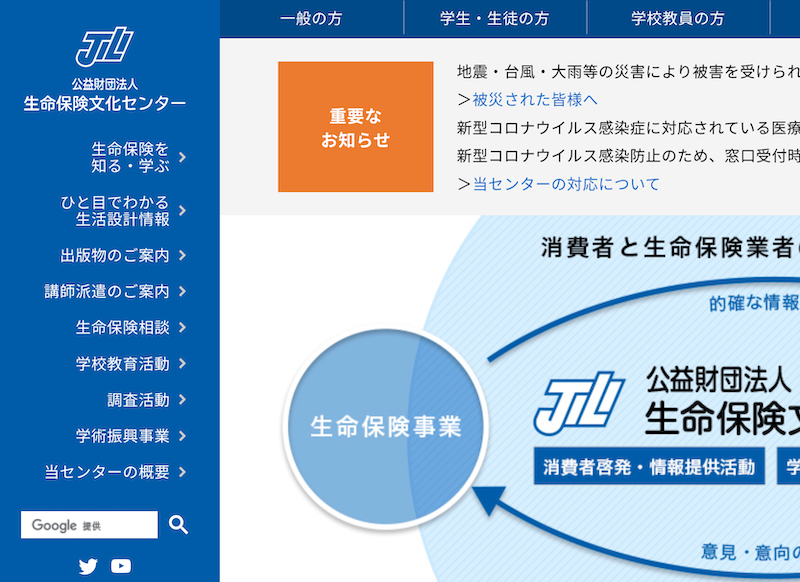 JILI
公益財団法人
生命保険文化センター
生命保険を
知る・学ぶ
ひと目でわかる
生活設計情報
出版物のご案内
講師派遣のご案内
生命保険相談
学校教育活動
調査活動
学術振興事業
当センターの概要
Google 提供
一般の方
学生・生徒の方
学校教員の方
重要な
お知らせ
地震・台風・大雨等の災害により被害を受けられ
＞被災された皆様へ
新型コロナウイルス感染症に対応されている医療
新型コロナウイルス感染防止のため、窓口受付時
＞当センターの対応について
消費者と生命保険業者の
的確な情報
生命保険事業
JILI
公益財団法人
生命保険文
消費者啓発・情報提供活動
学
意見・意向の